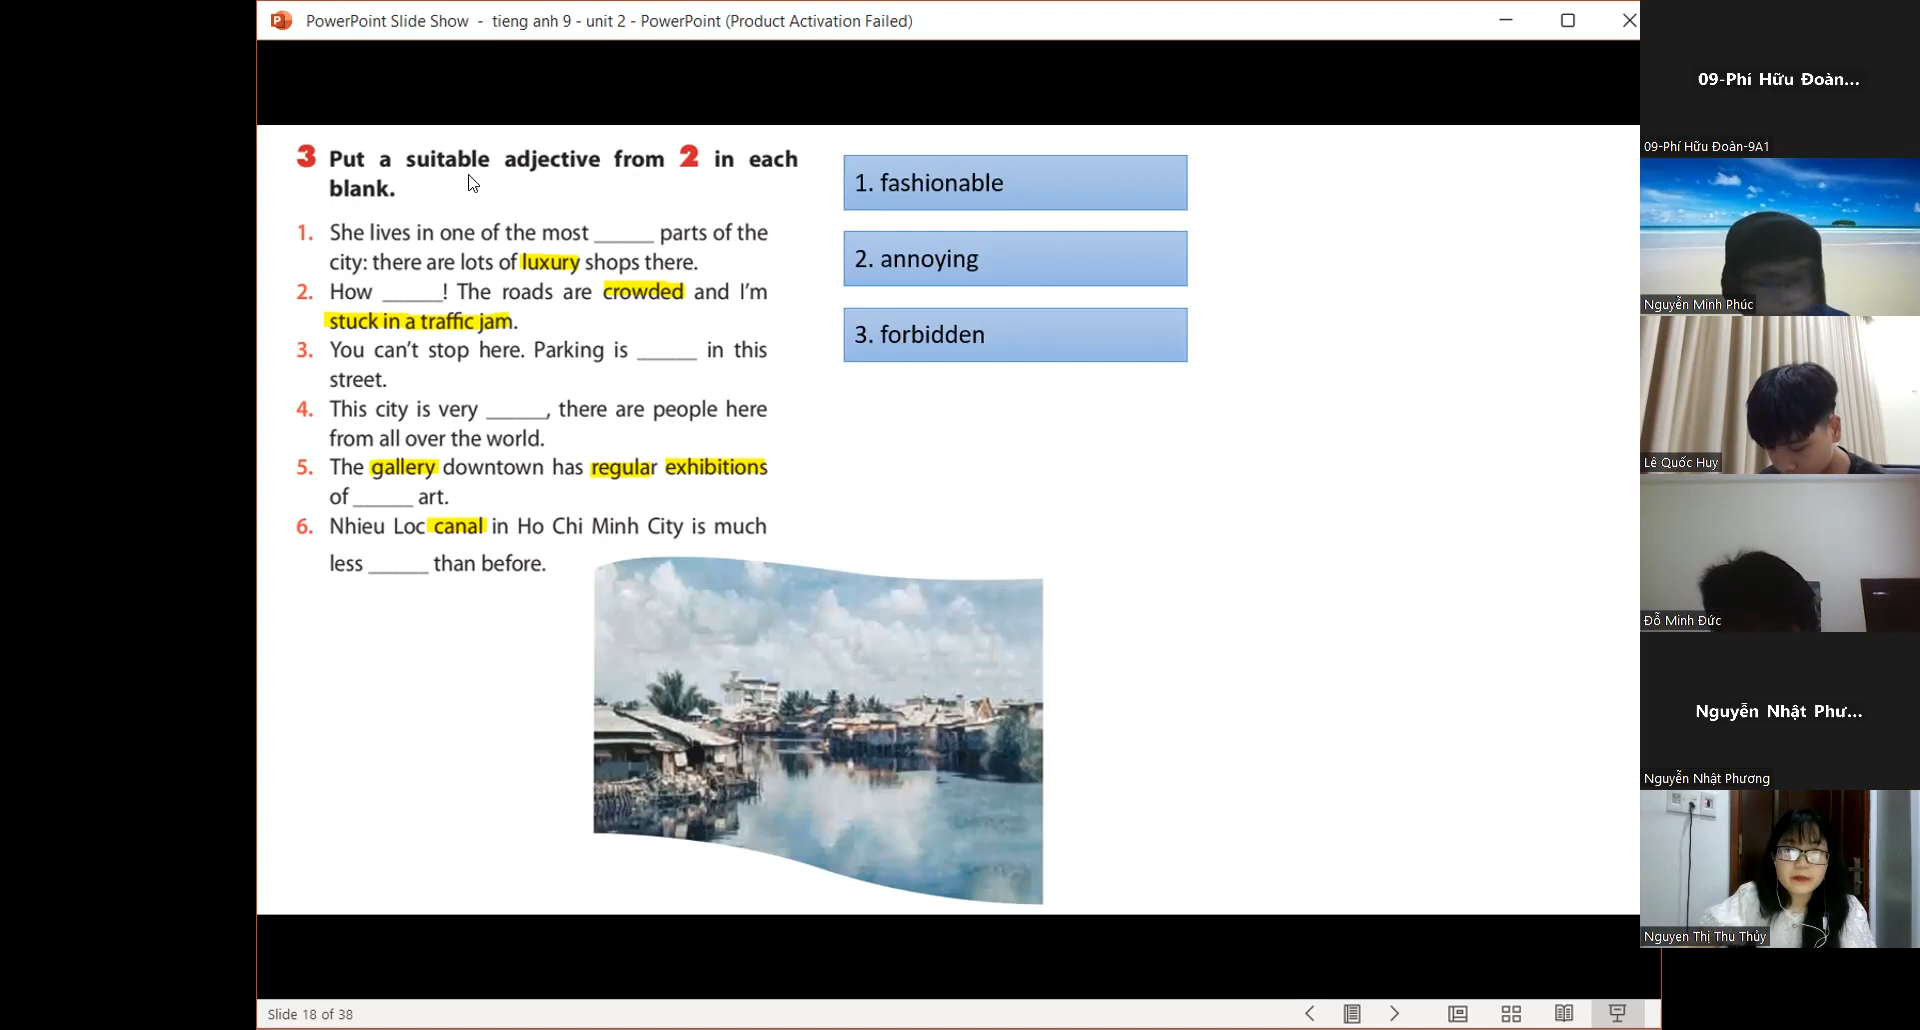 PowerPoint Slide Show - tieng anh 9 - unit 2 - PowerPoint (Product Activation Failed)
3 Put a suitable adjective from 2 in each
blank.
1. She lives in one of the most ______ parts of the
city: there are lots of luxury shops there.
2. How ______! The roads are crowded and I'm
stuck in a traffic jam.
3. You can't stop here. Parking is ______ in this
street.
4. This city is very ______, there are people here
from all over the world.
5. The gallery downtown has regular exhibitions
of ______ art.
6. Nhieu Loc canal in Ho Chi Minh City is much
less ______ than before.
1. fashionable
2. annoying
3. forbidden
Slide 18 of 38
09-Phí Hữu Đoàn...
09-Phí Hữu Đoàn-9A1
Nguyễn Minh Phúc
Lê Quốc Huy
Đỗ Minh Đức
Nguyễn Nhật Phư...
Nguyễn Nhật Phương
Nguyen Thị Thu Thủy